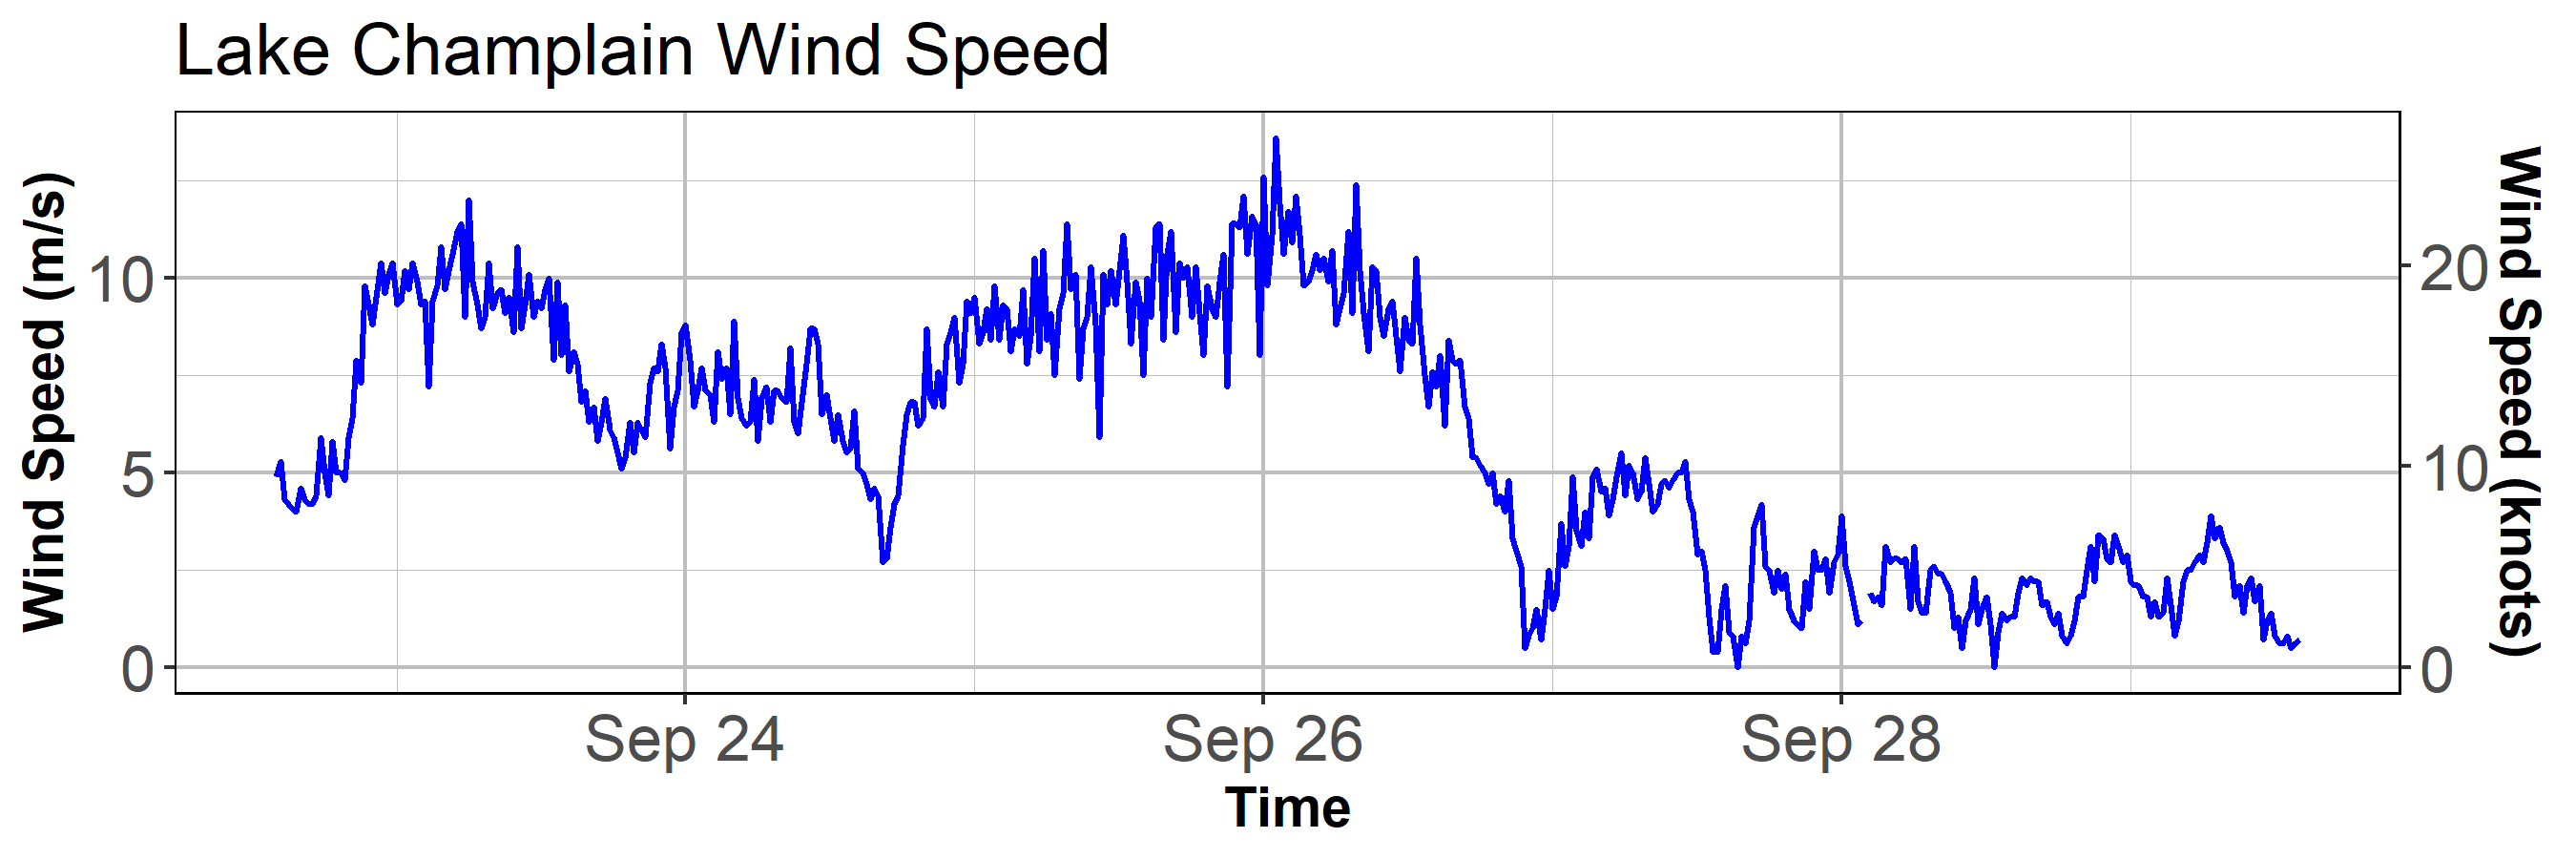 Lake Champlain Wind Speed
Wind Speed (m/s)
10
5
0
20
10
0
Wind Speed (knots)
Sep 24
Sep 26
Sep 28
Time